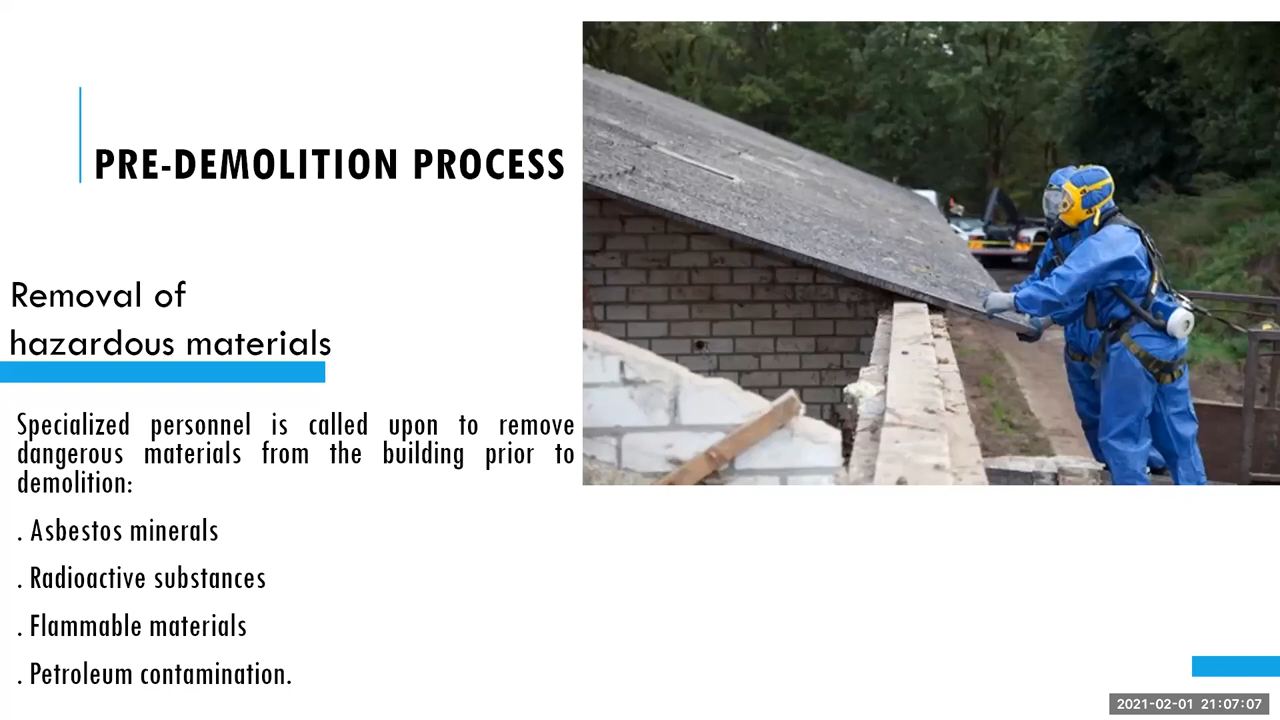 PRE-DEMOLITION PROCESS
Removal of
hazardous materials
Specialized personnel is called upon to remove
dangerous materials from the building prior to
demolition:
. Asbestos minerals
. Radioactive substances
. Flammable materials
. Petroleum contamination.
2021-02-01 21:07:07